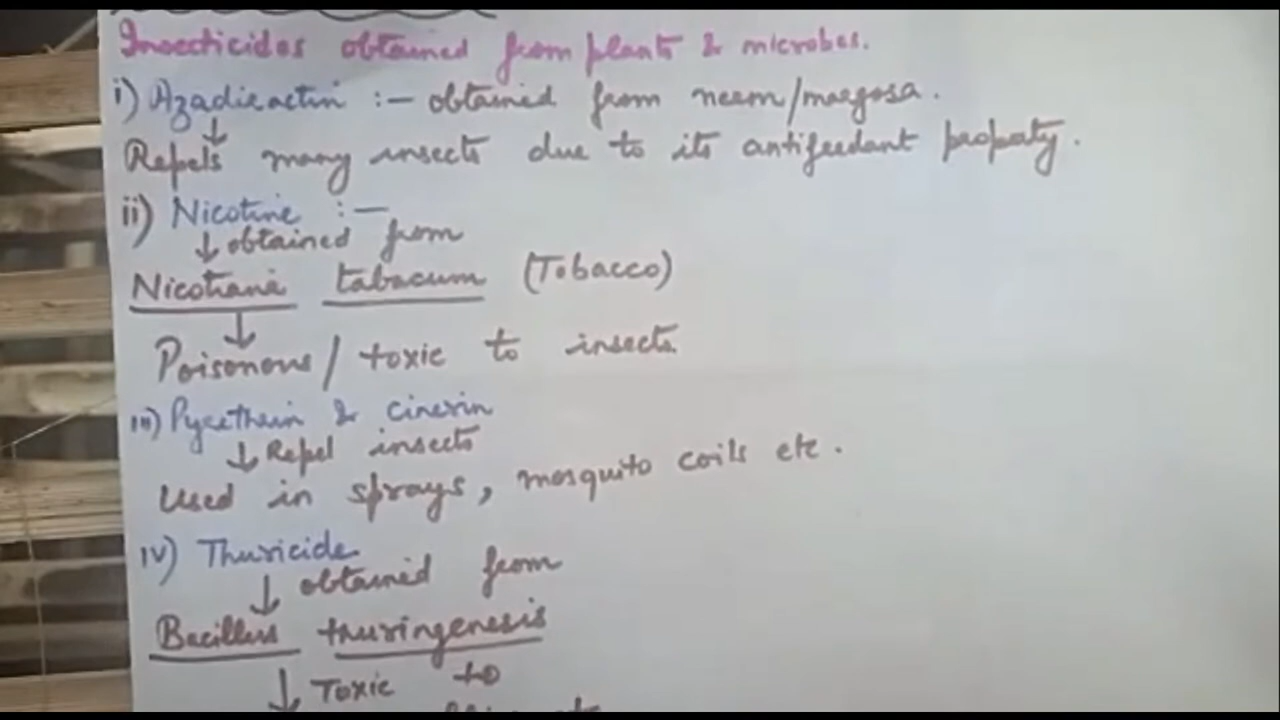 Insecticides obtained from plants & microbes.
i) Azadiractin :— obtained from neem/margosa.
↓
Repels many insects due to its antifeedant property.
ii) Nicotine :—
↓ obtained from
Nicotiana tabacum (Tobacco)
↓
Poisonous / toxic to insects.
iii) Pyrethrin & cinerin
↓ Repel insects
Used in sprays, mosquito coils etc.
iv) Thuricide
↓ obtained from
Bacillus thuringenesis
↓ Toxic to